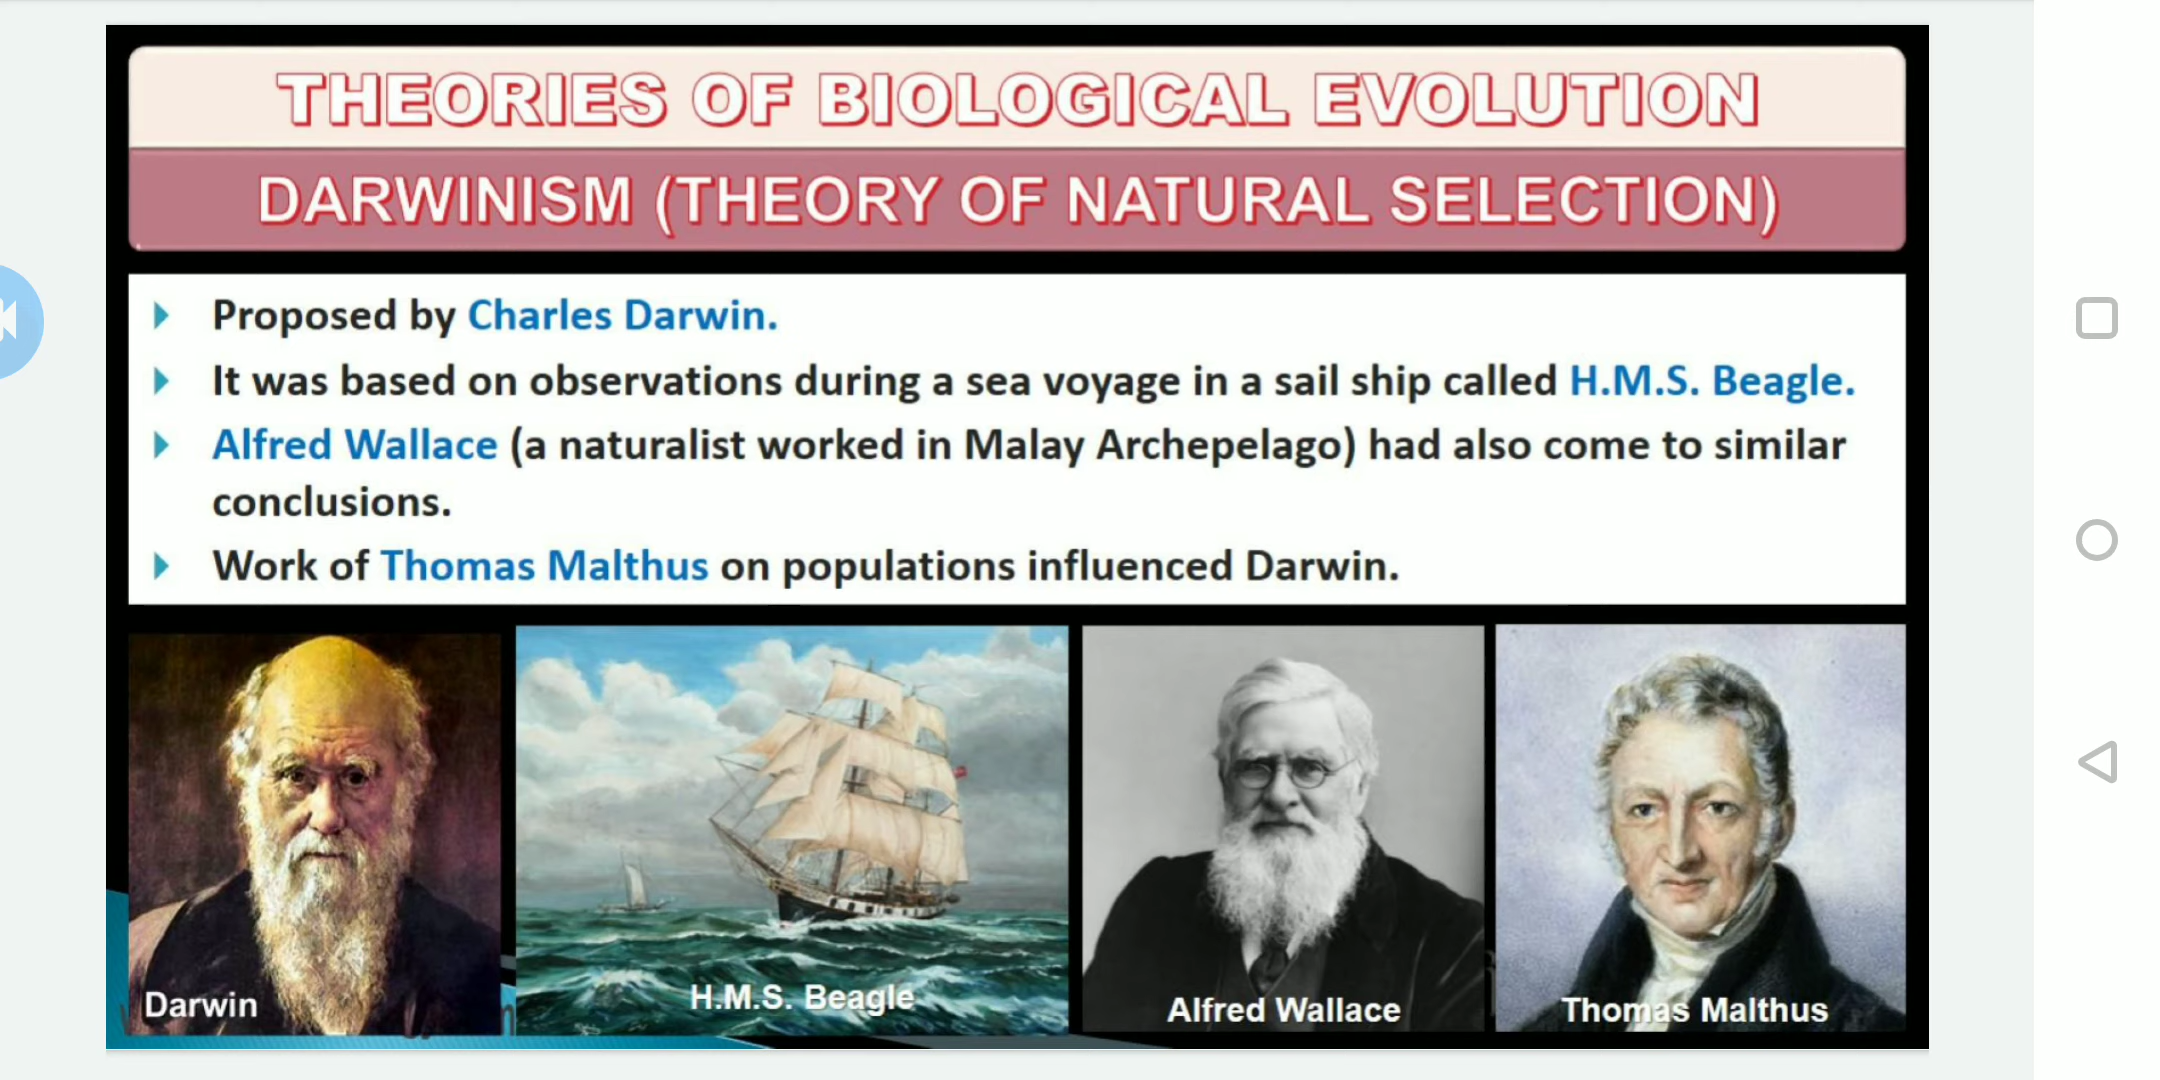 THEORIES OF BIOLOGICAL EVOLUTION
DARWINISM (THEORY OF NATURAL SELECTION)
Proposed by Charles Darwin.
It was based on observations during a sea voyage in a sail ship called H.M.S. Beagle.
Alfred Wallace (a naturalist worked in Malay Archepelago) had also come to similar
conclusions.
Work of Thomas Malthus on populations influenced Darwin.
Darwin
H.M.S. Beagle
Alfred Wallace
Thomas Malthus